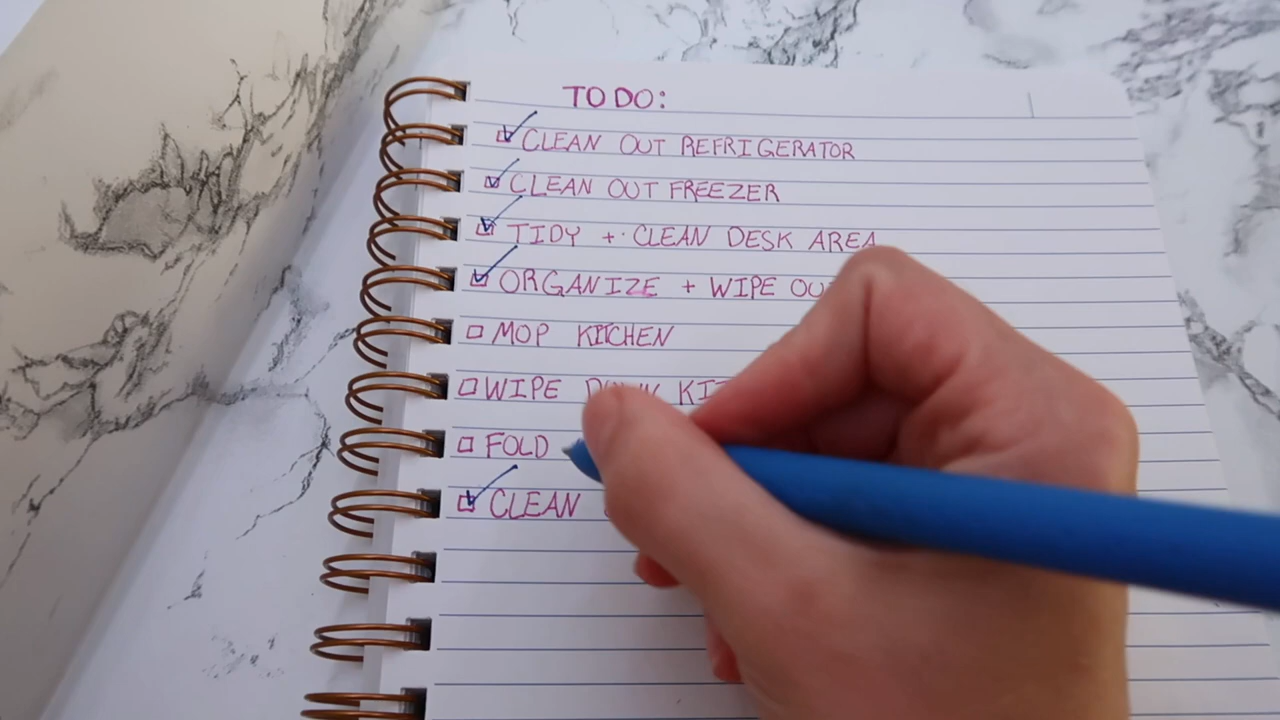 TO DO:
CLEAN OUT REFRIGERATOR
CLEAN OUT FREEZER
TIDY + CLEAN DESK AREA
ORGANIZE + WIPE
MOP KITCHEN
WIPE DOWN
FOLD
CLEAN